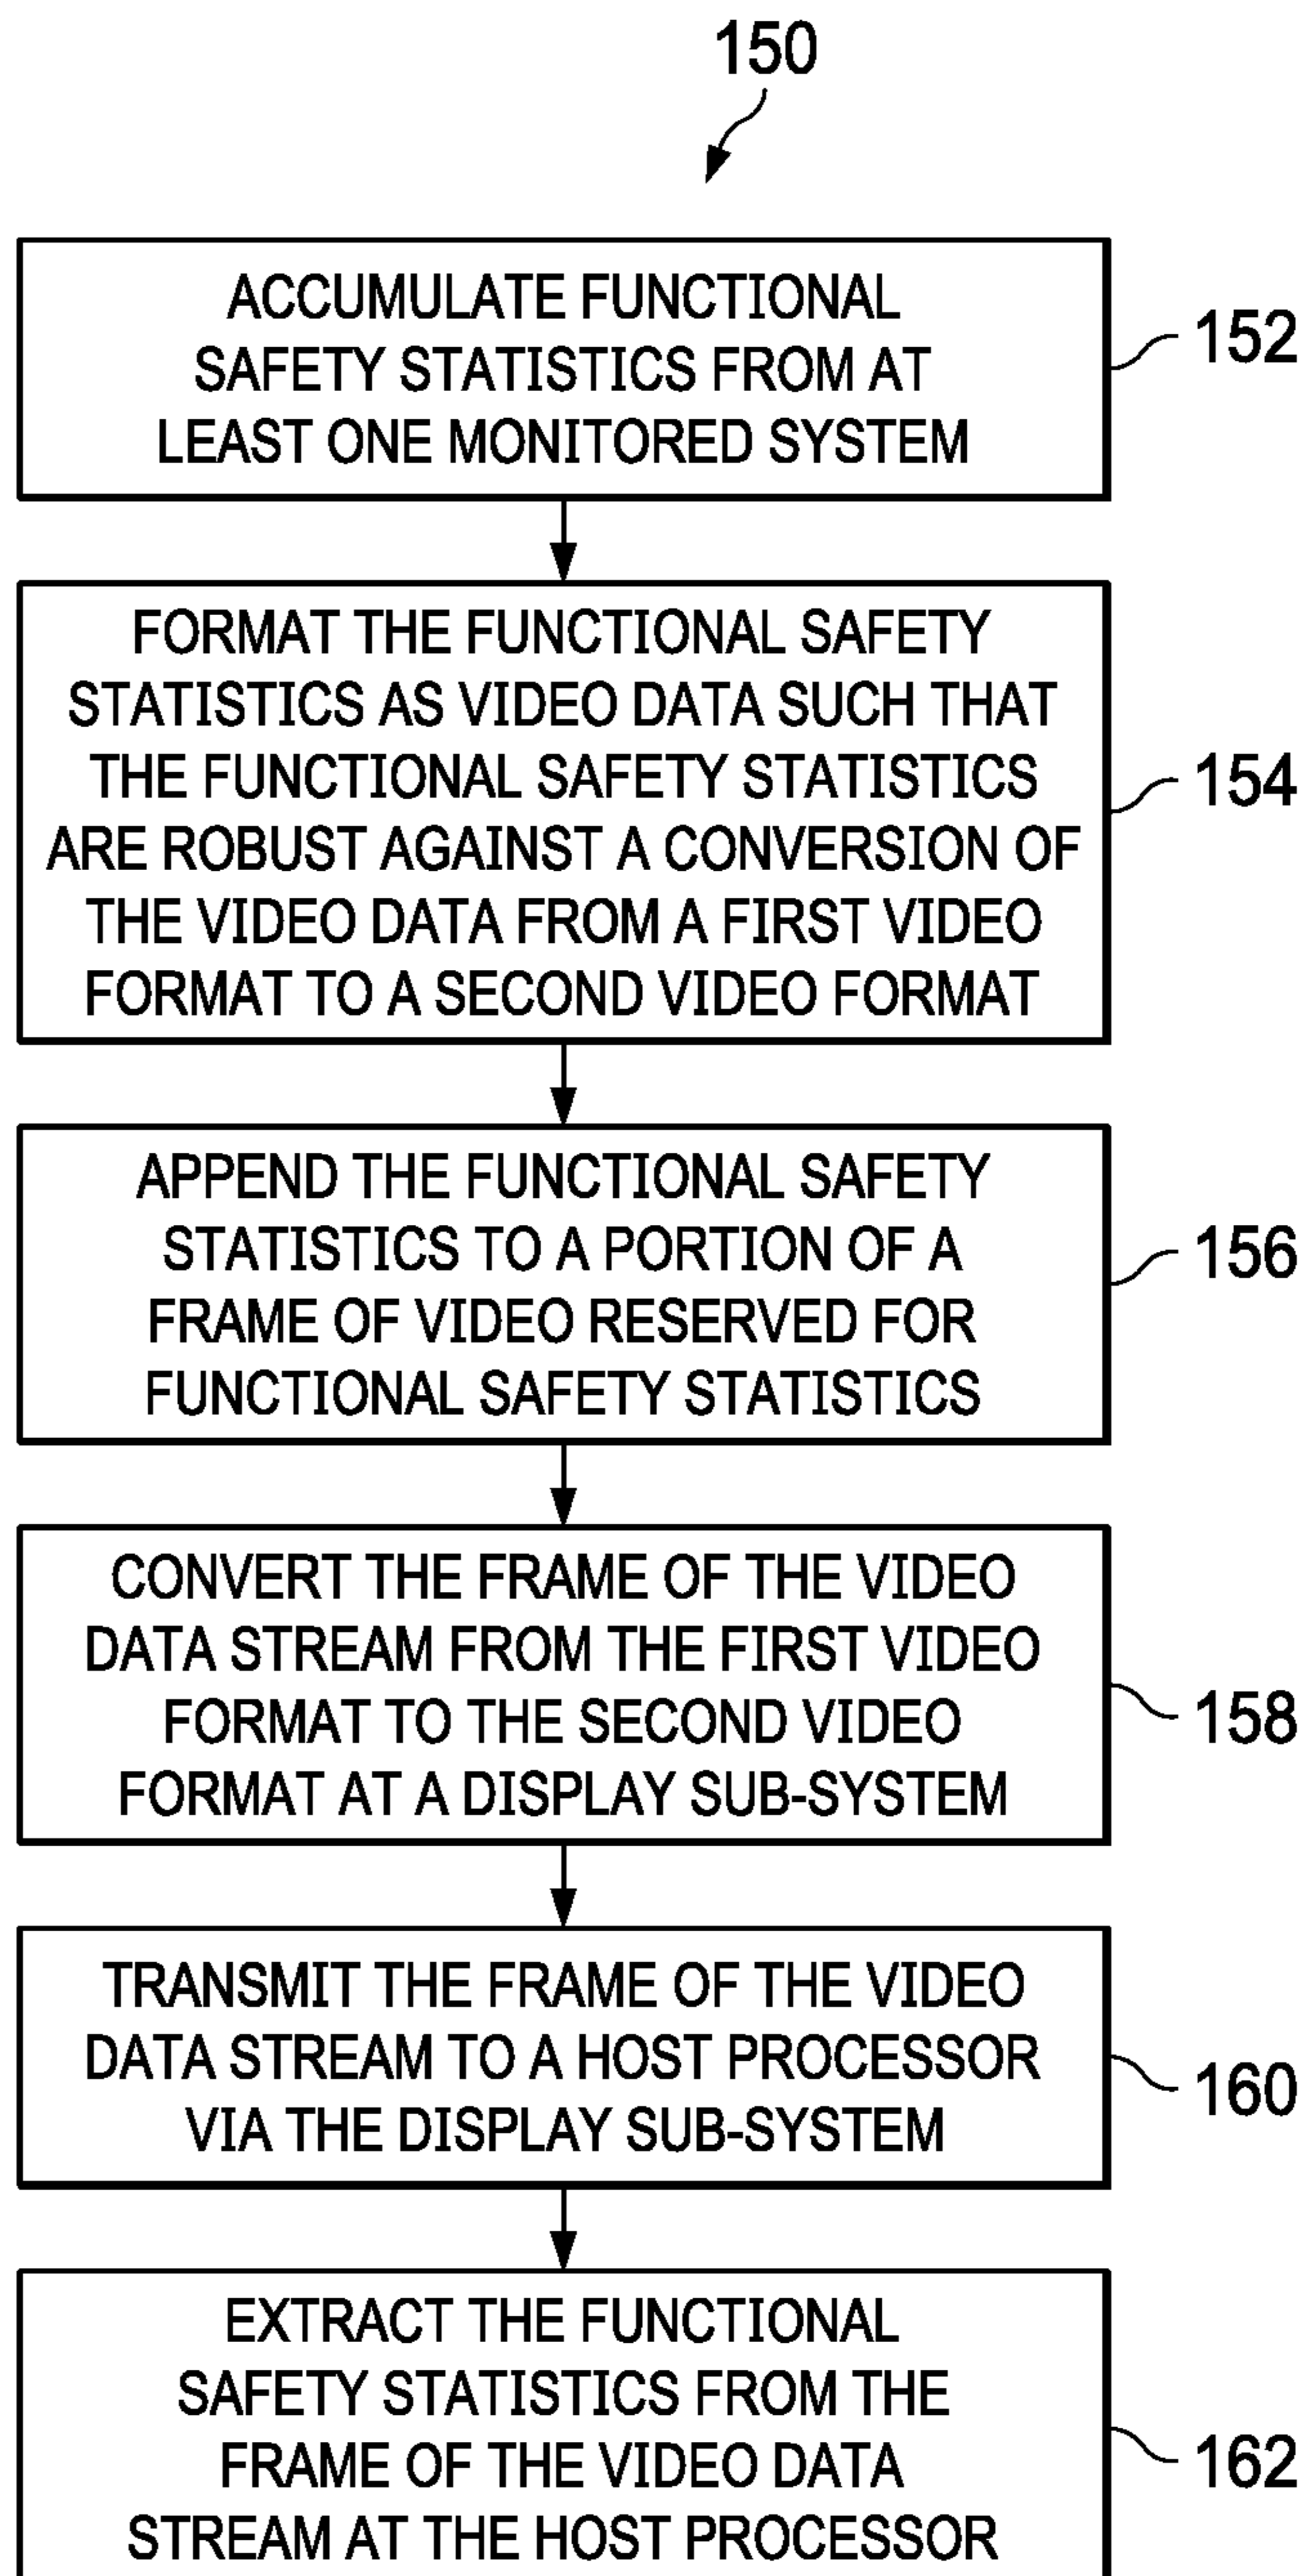 150
ACCUMULATE FUNCTIONAL
SAFETY STATISTICS FROM AT
LEAST ONE MONITORED SYSTEM
152
FORMAT THE FUNCTIONAL SAFETY
STATISTICS AS VIDEO DATA SUCH THAT
THE FUNCTIONAL SAFETY STATISTICS
ARE ROBUST AGAINST A CONVERSION OF
THE VIDEO DATA FROM A FIRST VIDEO
FORMAT TO A SECOND VIDEO FORMAT
154
APPEND THE FUNCTIONAL SAFETY
STATISTICS TO A PORTION OF A
FRAME OF VIDEO RESERVED FOR
FUNCTIONAL SAFETY STATISTICS
156
CONVERT THE FRAME OF THE VIDEO
DATA STREAM FROM THE FIRST VIDEO
FORMAT TO THE SECOND VIDEO
FORMAT AT A DISPLAY SUB-SYSTEM
158
TRANSMIT THE FRAME OF THE VIDEO
DATA STREAM TO A HOST PROCESSOR
VIA THE DISPLAY SUB-SYSTEM
160
EXTRACT THE FUNCTIONAL
SAFETY STATISTICS FROM THE
FRAME OF THE VIDEO DATA
STREAM AT THE HOST PROCESSOR
162